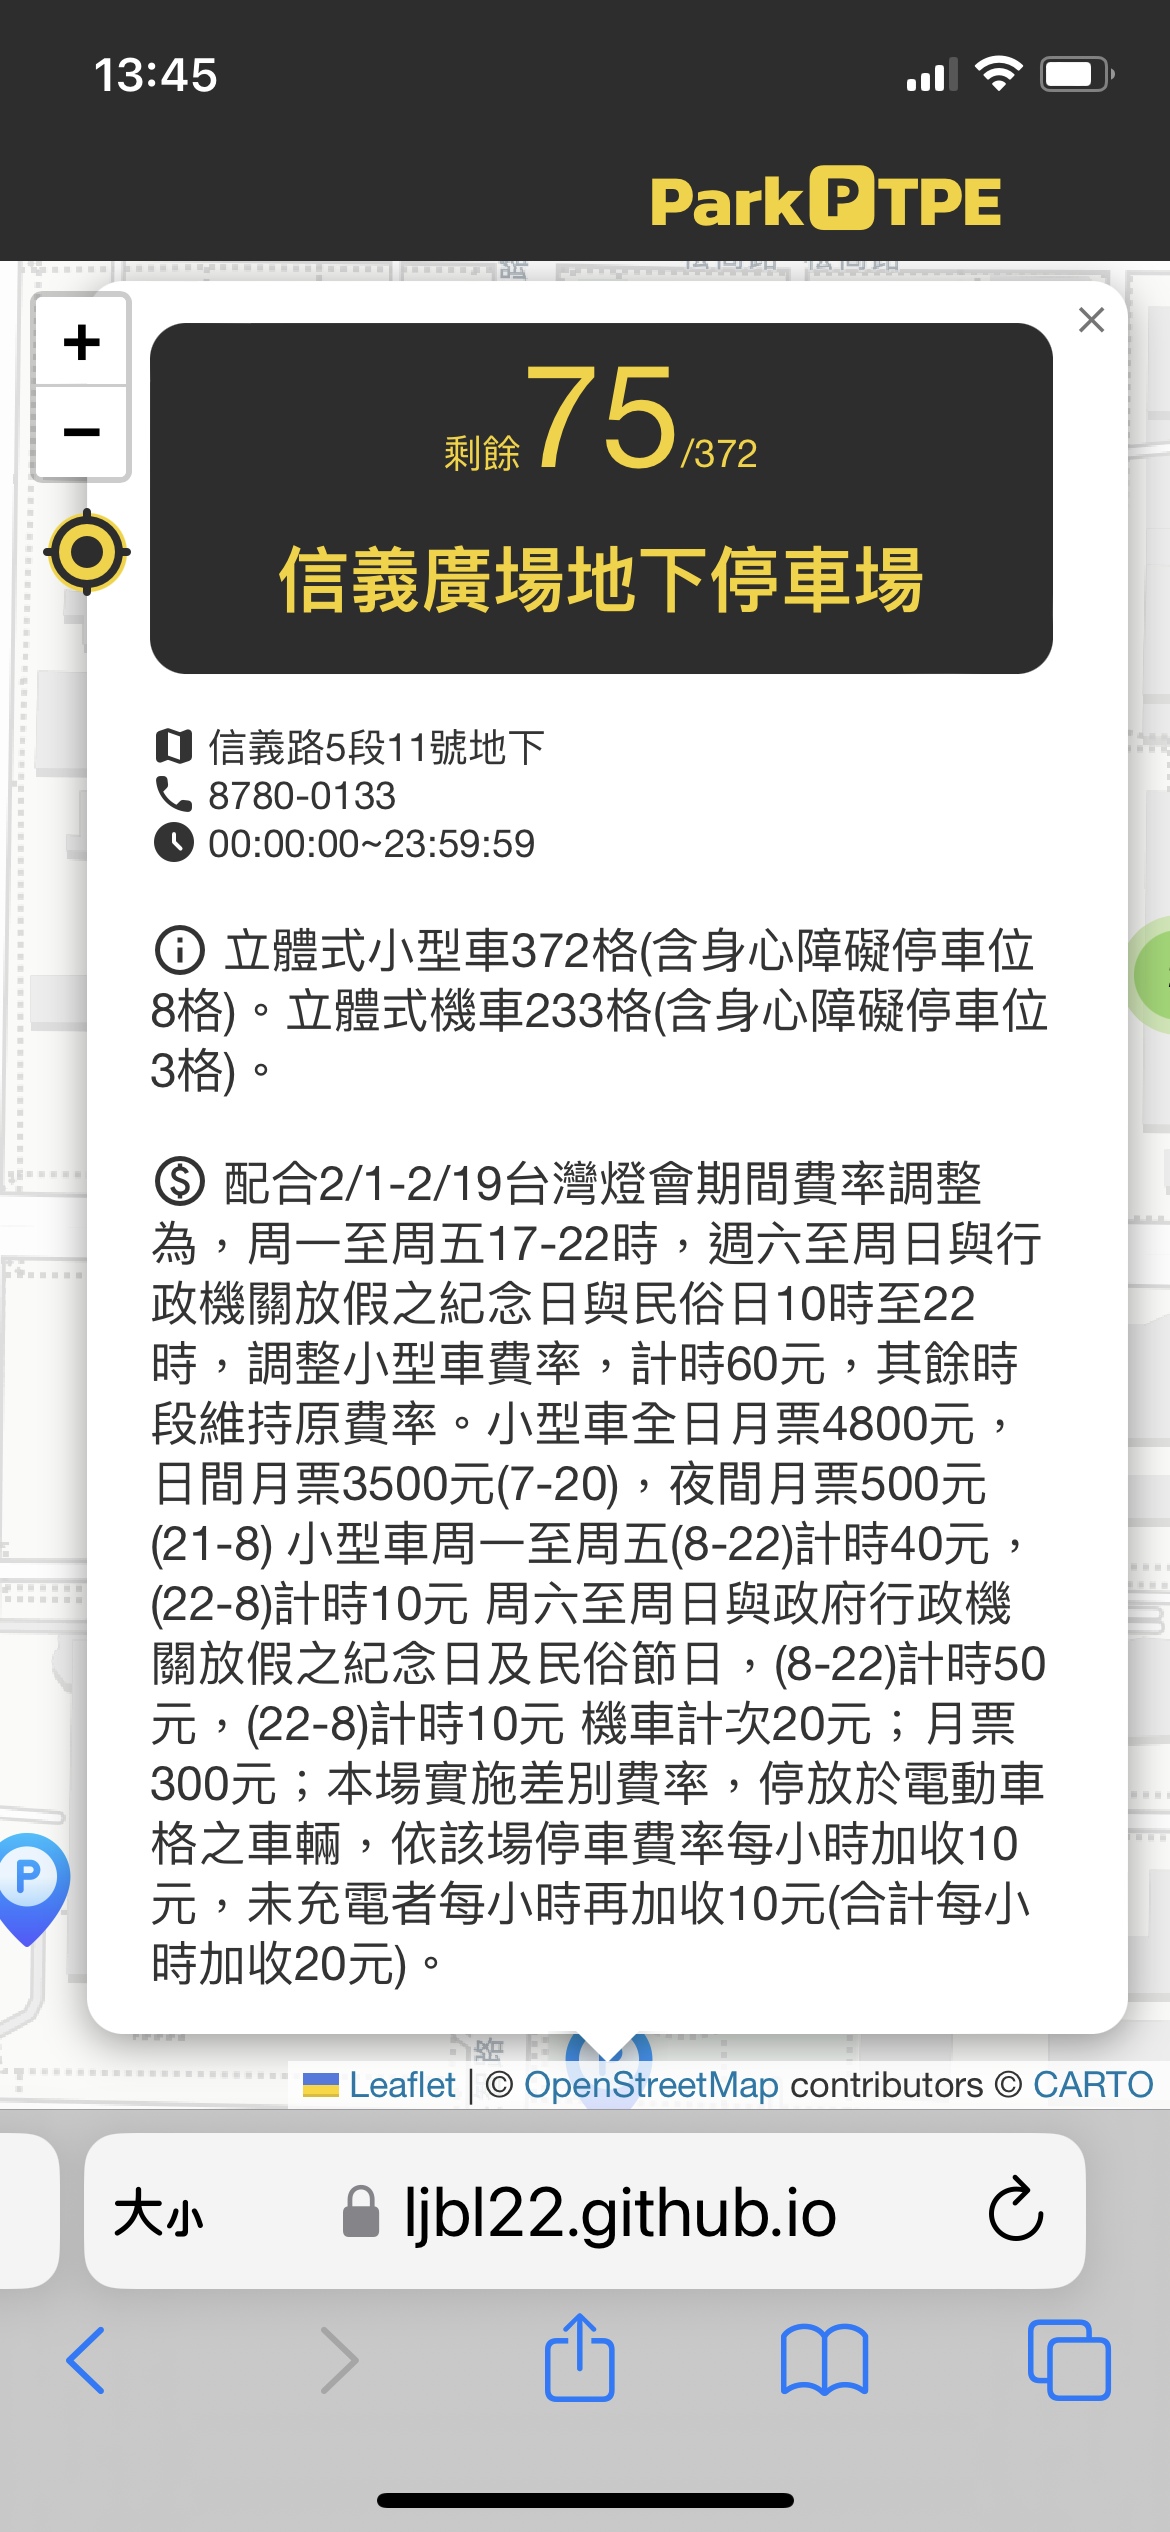 13:45
Park P TPE
+
剩餘75/372
−
信義廣場地下停車場
信義路5段11號地下
8780-0133
00:00:00~23:59:59
立體式小型車372格(含身心障礙停車位
8格)。立體式機車233格(含身心障礙停車位
3格)。
配合2/1-2/19台灣燈會期間費率調整
為，周一至周五17-22時，週六至周日與行
政機關放假之紀念日與民俗日10時至22
時，調整小型車費率，計時60元，其餘時
段維持原費率。小型車全日月票4800元，
日間月票3500元(7-20)，夜間月票500元
(21-8) 小型車周一至周五(8-22)計時40元，
(22-8)計時10元 周六至周日與政府行政機
關放假之紀念日及民俗節日，(8-22)計時50
元，(22-8)計時10元 機車計次20元；月票
300元；本場實施差別費率，停放於電動車
格之車輛，依該場停車費率每小時加收10
元，未充電者每小時再加收10元(合計每小
時加收20元)。
P
路
Leaflet | © OpenStreetMap contributors © CARTO
大小 ljbl22.github.io